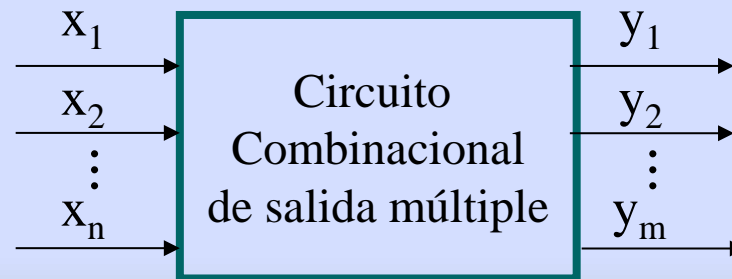 x₁
x₂
⋮
xₙ
Circuito
Combinacional
de salida múltiple
y₁
y₂
⋮
yₘ